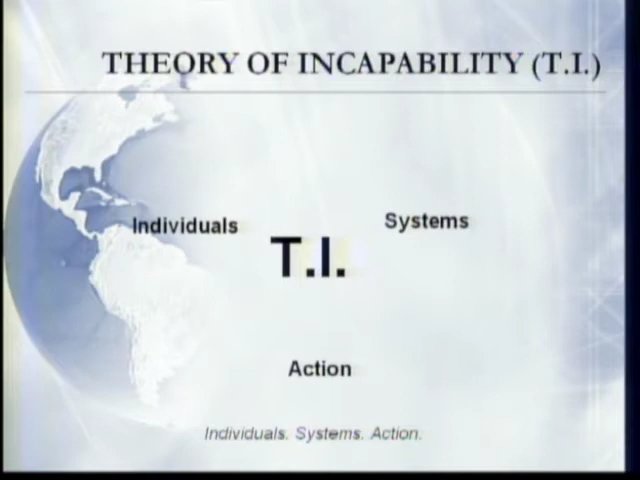 THEORY OF INCAPABILITY (T.I.)
Individuals
Systems
T.I.
Action
Individuals. Systems. Action.